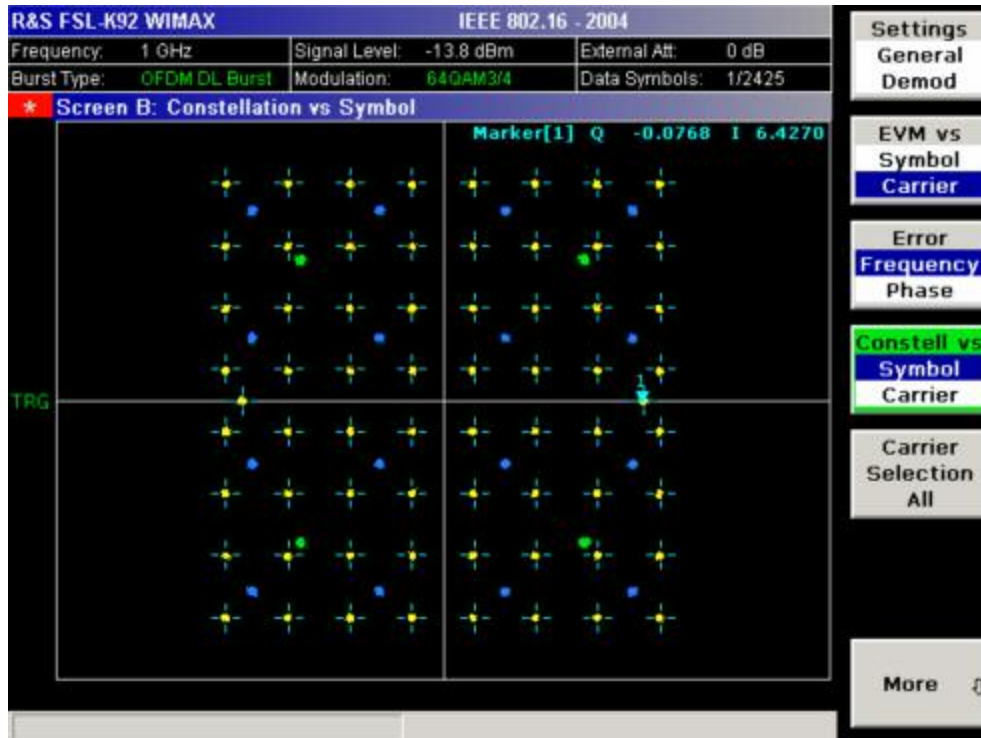 R&S FSL-K92 WIMAX IEEE 802.16 - 2004
Frequency: 1 GHz Signal Level: -13.8 dBm External Att: 0 dB
Burst Type: OFDM DL Burst Modulation: 64QAM3/4 Data Symbols: 1/2425
* Screen B: Constellation vs Symbol
Marker[1] Q -0.0768 I 6.4270
1
TRG
Settings
General
Demod
EVM vs
Symbol
Carrier
Error
Frequency
Phase
Constell vs
Symbol
Carrier
Carrier
Selection
All
More